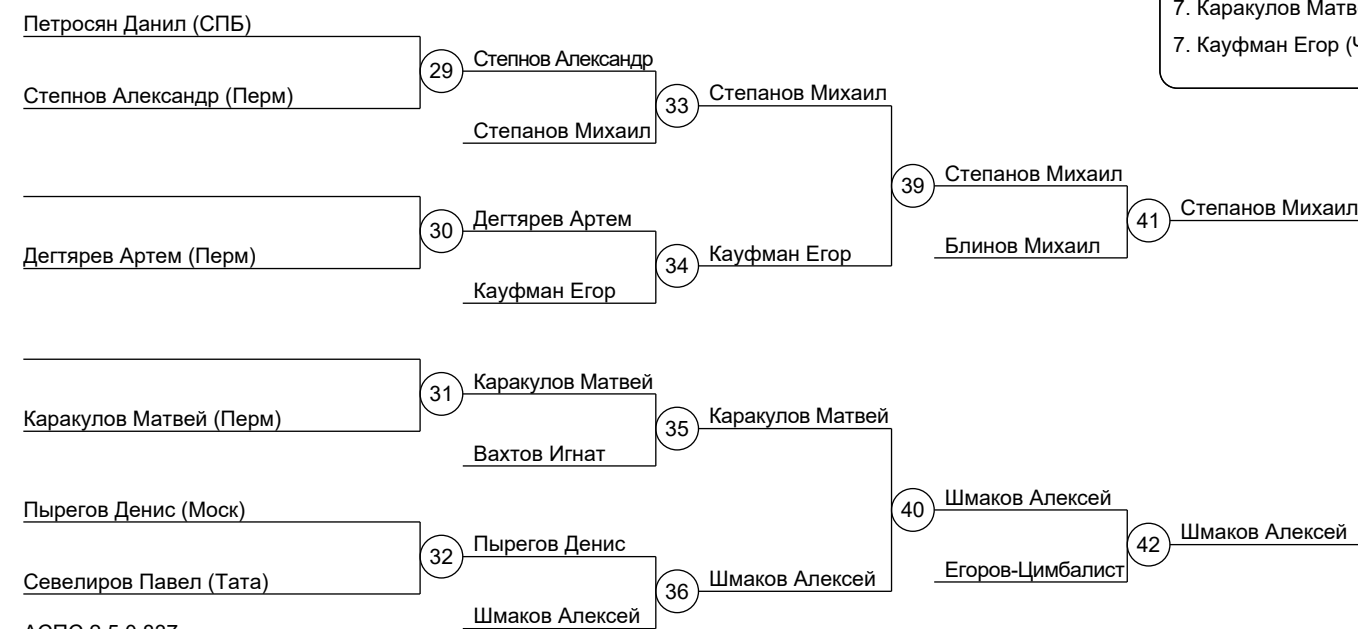 7. Каракулов Матв
7. Кауфман Егор (Ч
Петросян Данил (СПБ)
29
Степнов Александр
Степнов Александр (Перм)
33
Степанов Михаил
Степанов Михаил
39
Степанов Михаил
30
Дегтярев Артем
Дегтярев Артем (Перм)
34
Кауфман Егор
Кауфман Егор
Блинов Михаил
41
Степанов Михаил
31
Каракулов Матвей
Каракулов Матвей (Перм)
35
Каракулов Матвей
Вахтов Игнат
40
Шмаков Алексей
Пырегов Денис (Моск)
32
Пырегов Денис
Севелиров Павел (Тата)
36
Шмаков Алексей
Шмаков Алексей
Егоров-Цимбалист
42
Шмаков Алексей